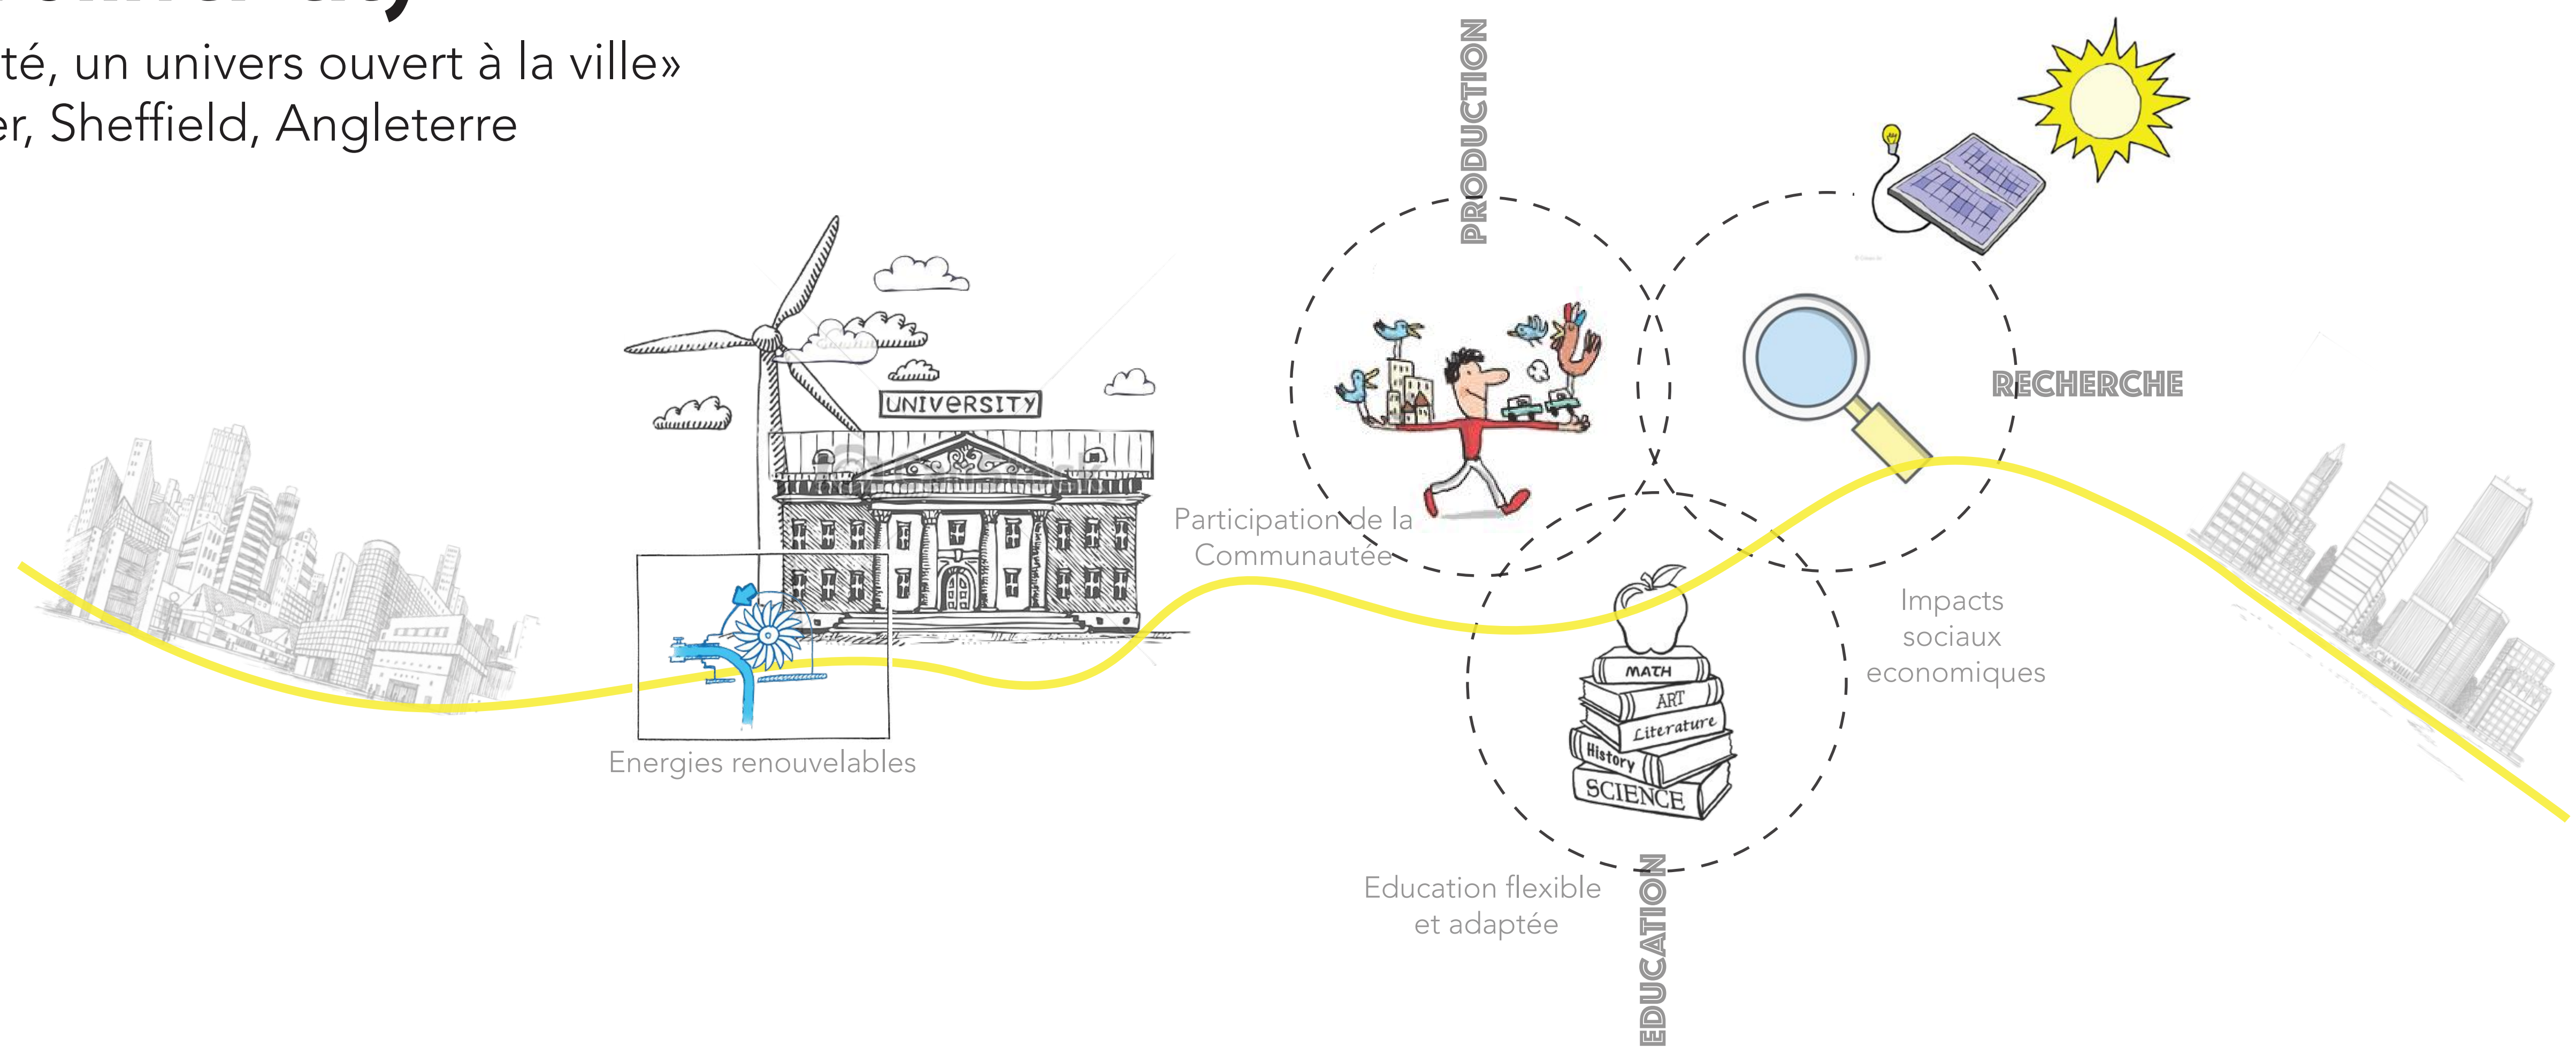 té, un univers ouvert à la ville»
er, Sheffield, Angleterre
PRODUCTION
UNIVERSITY
RECHERCHE
Participation de la
Communautée
Impacts
sociaux
economiques
MATH
ART
Literature
History
SCIENCE
Energies renouvelables
Education flexible
et adaptée
EDUCATION